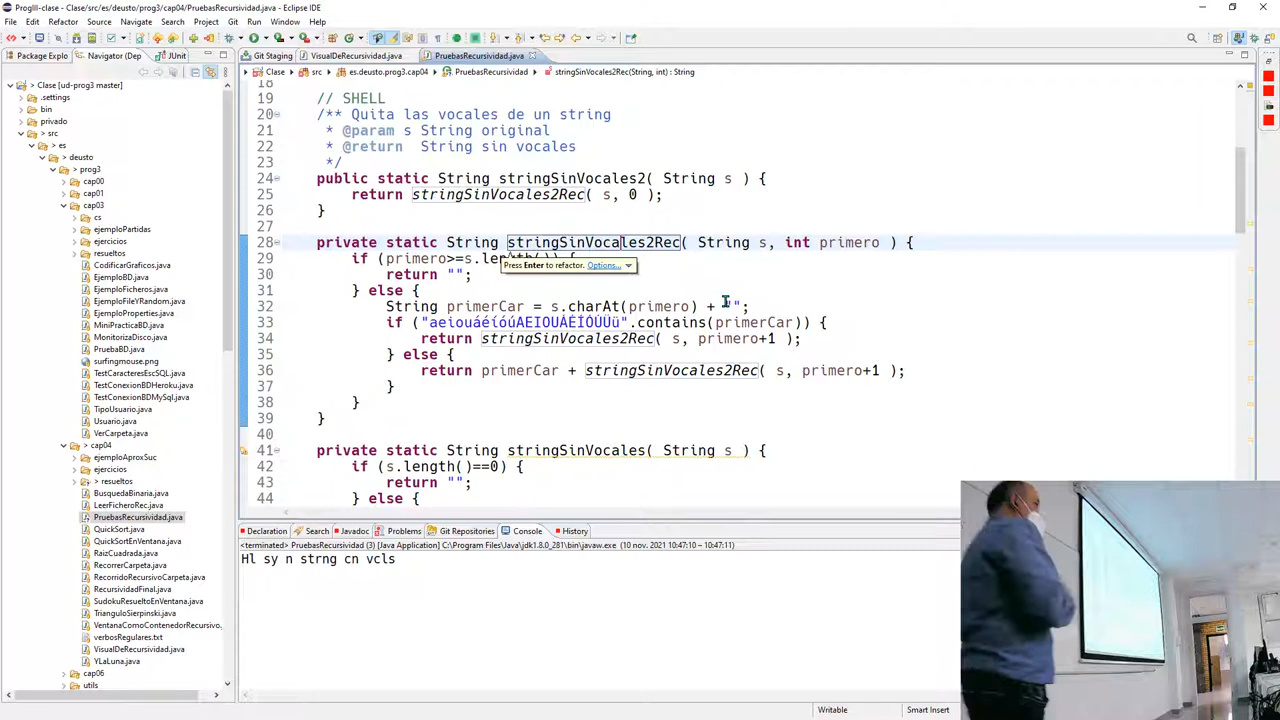 ProgIII-clase - Clase/src/es/deusto/prog3/cap04/PruebasRecursividad.java - Eclipse IDE
File Edit Refactor Source Navigate Search Project Git Run Window Help
Package Explo Navigator (Dep JUnit
Git Staging VisualDeRecursividad.java PruebasRecursividad.java
Clase src es.deusto.prog3.cap04 PruebasRecursividad stringSinVocales2Rec(String, int) : String
Clase [ud-prog3 master]
.settings
bin
privado
src
es
deusto
prog3
cap00
cap01
cap03
cs
ejemploPartidas
ejercicios
resueltos
CodificarGrafico.java
EjemploBD.java
EjemploFicheros.java
EjemploFileYRandom.java
EjemploProperties.java
MiniPracticaBD.java
MonitorizaDisco.java
PruebaBD.java
surfingmouse.png
TestCaracteresEscSQL.java
TestConexionBDHeroku.java
TestConexionBDMySql.java
TipoUsuario.java
Usuario.java
VerCarpeta.java
cap04
ejemploAproxSuc
ejercicios
resueltos
BusquedaBinaria.java
LeerFicheroRec.java
PruebasRecursividad.java
QuickSort.java
QuickSortEnVentana.java
RaizCuadrada.java
RecorrerCarpeta.java
RecorridoRecursivoCarpeta.java
RecursividadFinal.java
SudokuResueltoEnVentana.java
TrianguloSierpinski.java
VentanaComoContenedorRecursivo.
verbosRegulares.txt
VisualDeRecursividad.java
YLaLuna.java
cap06
utils
18
19 // SHELL
20 /** Quita las vocales de un string
21 * @param s String original
22 * @return String sin vocales
23 */
24 public static String stringSinVocales2( String s ) {
25 return stringSinVocales2Rec( s, 0 );
26 }
27
28 private static String stringSinVocales2Rec( String s, int primero ) {
29 if (primero>=s.length()) {
Press Enter to refactor. Options...
30 return "";
31 } else {
32 String primerCar = s.charAt(primero) + "";
33 if ("aeiouáéíóúAEIOUÁÉÍÓÚÜü".contains(primerCar)) {
34 return stringSinVocales2Rec( s, primero+1 );
35 } else {
36 return primerCar + stringSinVocales2Rec( s, primero+1 );
37 }
38 }
39 }
40
41 private static String stringSinVocales( String s ) {
42 if (s.length()==0) {
43 return "";
44 } else {
Declaration Search Javadoc Problems Git Repositories Console History
<terminated> PruebasRecursividad (3) [Java Application] C:\Program Files\Java\jdk1.8.0_281\bin\javaw.exe (10 nov. 2021 10:47:10 – 10:47:11)
Hl sy n strng cn vcls
Writable Smart Insert